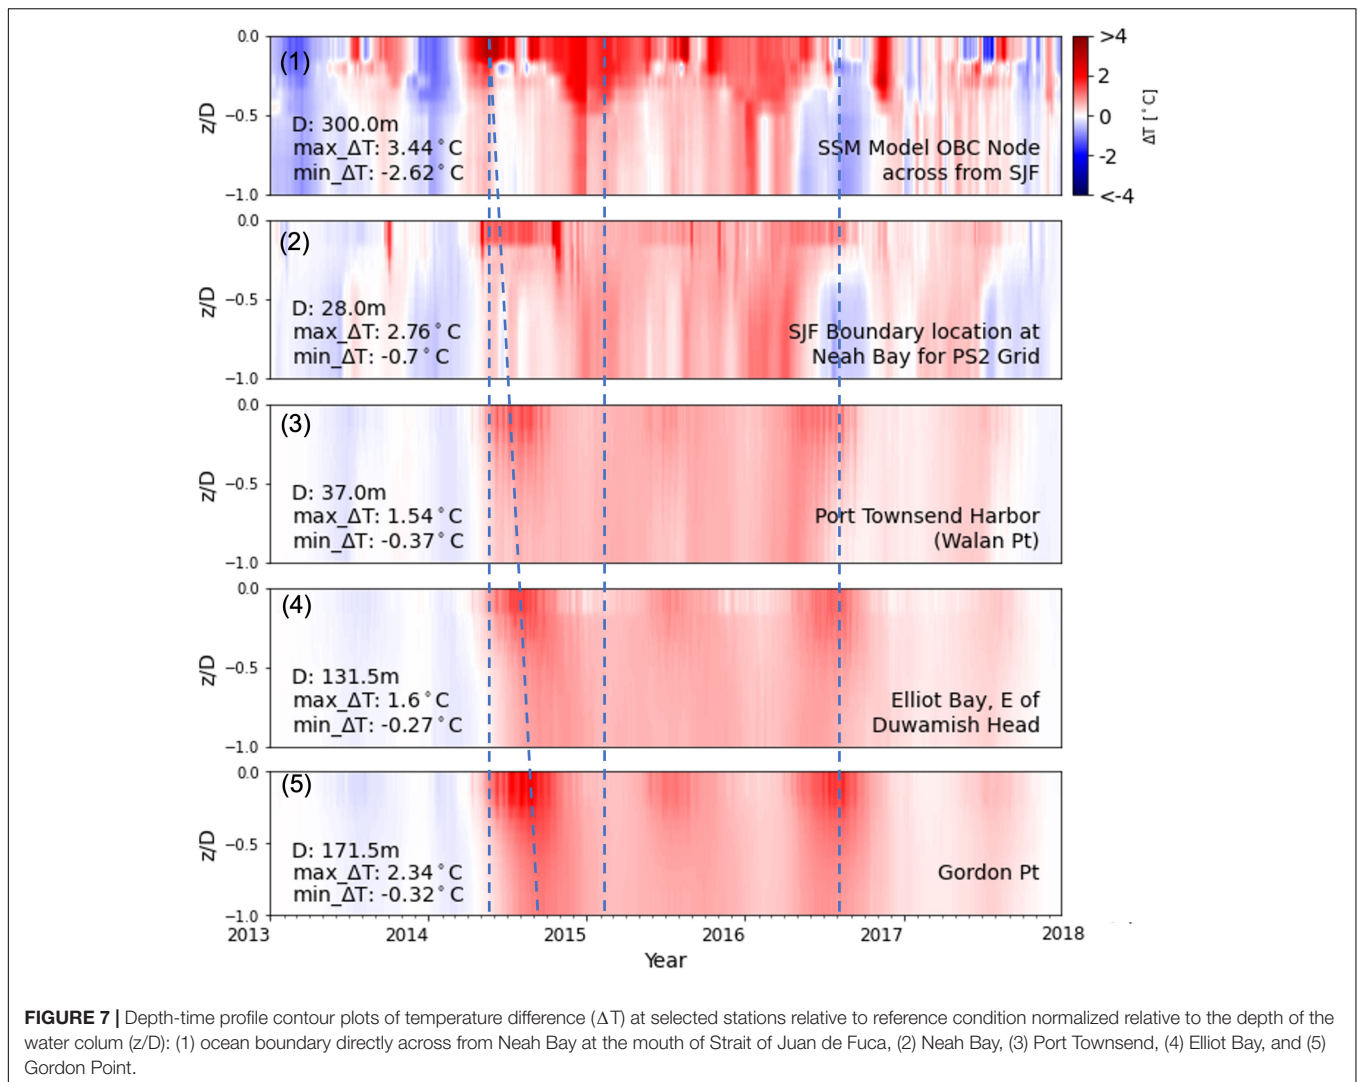 0.0
(1)
z/D
−0.5
D: 300.0m
max_ΔT: 3.44°C
min_ΔT: -2.62°C
−1.0
SSM Model OBC Node
across from SJF
>4
2
0
-2
<-4
ΔT [°C]
0.0
(2)
z/D
−0.5
D: 28.0m
max_ΔT: 2.76°C
min_ΔT: -0.7°C
−1.0
SJF Boundary location at
Neah Bay for PS2 Grid
0.0
(3)
z/D
−0.5
D: 37.0m
max_ΔT: 1.54°C
min_ΔT: -0.37°C
−1.0
Port Townsend Harbor
(Walan Pt)
0.0
(4)
z/D
−0.5
D: 131.5m
max_ΔT: 1.6°C
min_ΔT: -0.27°C
−1.0
Elliot Bay, E of
Duwamish Head
0.0
(5)
z/D
−0.5
D: 171.5m
max_ΔT: 2.34°C
min_ΔT: -0.32°C
−1.0
Gordon Pt
2013 2014 2015 2016 2017 2018
Year
FIGURE 7 | Depth-time profile contour plots of temperature difference (ΔT) at selected stations relative to reference condition normalized relative to the depth of the
water colum (z/D): (1) ocean boundary directly across from Neah Bay at the mouth of Strait of Juan de Fuca, (2) Neah Bay, (3) Port Townsend, (4) Elliot Bay, and (5)
Gordon Point.